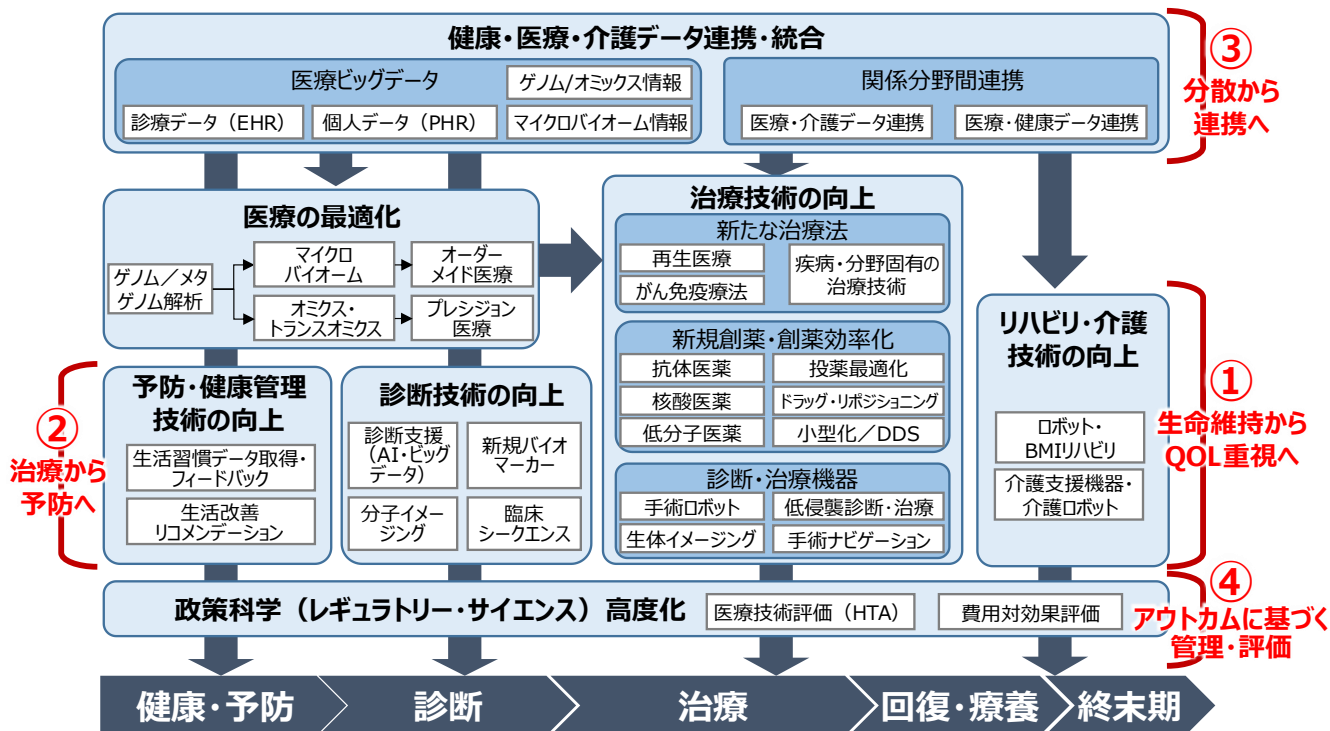 健康・医療・介護データ連携・統合
医療ビッグデータ
ゲノム/オミックス情報
診療データ（EHR）
個人データ（PHR）
マイクロバイオーム情報
関係分野間連携
医療・介護データ連携
医療・健康データ連携
③
分散から
連携へ
医療の最適化
ゲノム／メタ
ゲノム解析
マイクロ
バイオーム
オーダー
メイド医療
オミクス・
トランスオミクス
プレシジョン
医療
治療技術の向上
新たな治療法
再生医療
がん免疫療法
疾病・分野固有の
治療技術
新規創薬・創薬効率化
抗体医薬
投薬最適化
核酸医薬
ドラッグ・リポジショニング
低分子医薬
小型化／DDS
診断・治療機器
手術ロボット
低侵襲診断・治療
生体イメージング
手術ナビゲーション
リハビリ・介護
技術の向上
ロボット・
BMIリハビリ
介護支援機器・
介護ロボット
①
生命維持から
QOL重視へ
②
治療から
予防へ
予防・健康管理
技術の向上
生活習慣データ取得・
フィードバック
生活改善
リコメンデーション
診断技術の向上
診断支援
（AI・ビッグ
データ）
新規バイオ
マーカー
分子イメー
ジング
臨床
シークエンス
政策科学（レギュラトリー・サイエンス）高度化
医療技術評価（HTA）
費用対効果評価
④
アウトカムに基づく
管理・評価
健康・予防
診断
治療
回復・療養
終末期